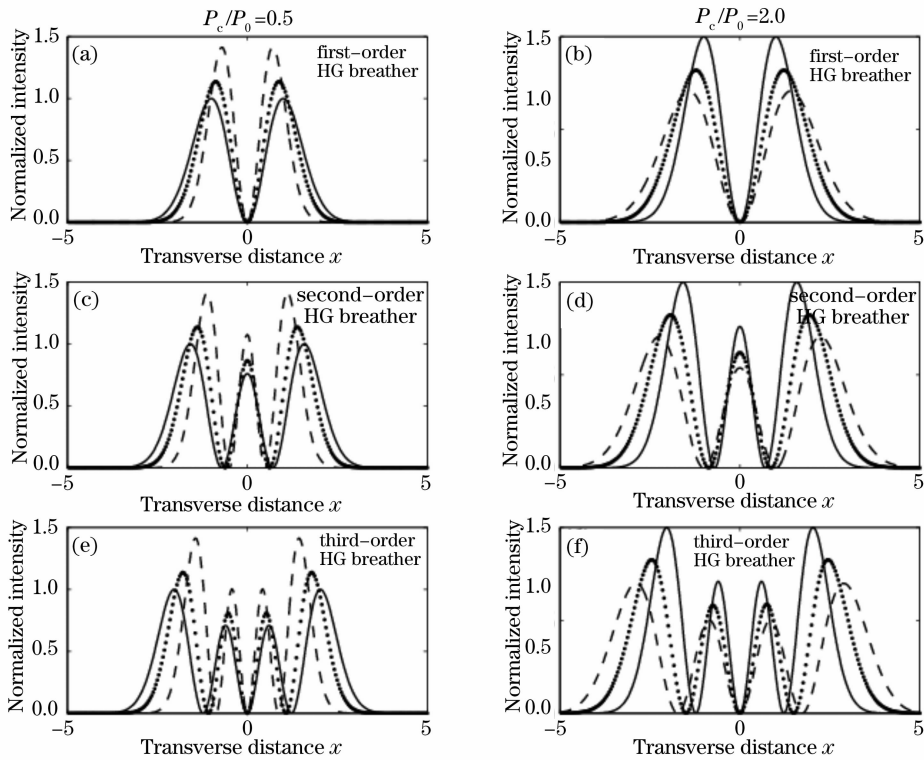 P_c/P_0=0.5
P_c/P_0=2.0
(a)
first-order
HG breather
Normalized intensity
1.5
1.0
0.5
0.0
-5
0
5
Transverse distance x
(b)
first-order
HG breather
Normalized intensity
1.5
1.0
0.5
0.0
-5
0
5
Transverse distance x
(c)
second-order
HG breather
Normalized intensity
1.5
1.0
0.5
0.0
-5
0
5
Transverse distance x
(d)
second-order
HG breather
Normalized intensity
1.5
1.0
0.5
0.0
-5
0
5
Transverse distance x
(e)
third-order
HG breather
Normalized intensity
1.5
1.0
0.5
0.0
-5
0
5
Transverse distance x
(f)
third-order
HG breather
Normalized intensity
1.5
1.0
0.5
0.0
-5
0
5
Transverse distance x